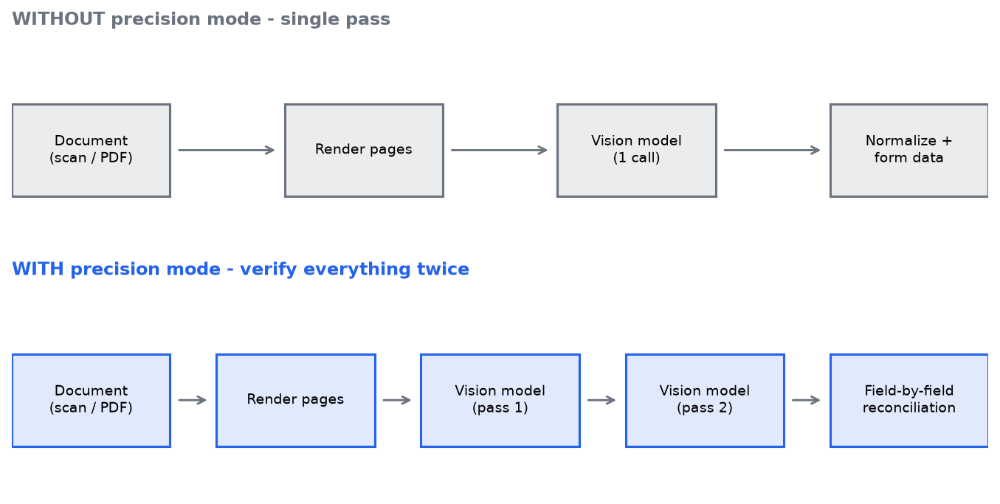 WITHOUT precision mode - single pass
Document
(scan / PDF)
Render pages
Vision model
(1 call)
Normalize +
form data
WITH precision mode - verify everything twice
Document
(scan / PDF)
Render pages
Vision model
(pass 1)
Vision model
(pass 2)
Field-by-field
reconciliation